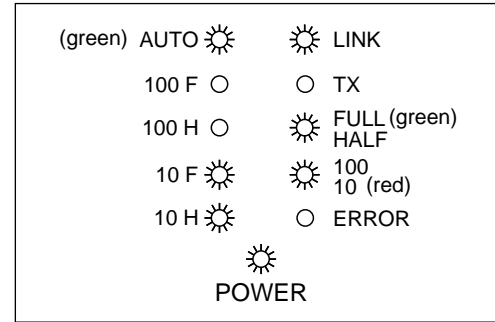 (green) AUTO LINK
100 F TX
100 H FULL (green)
HALF
10 F 100
10 (red)
10 H ERROR
POWER